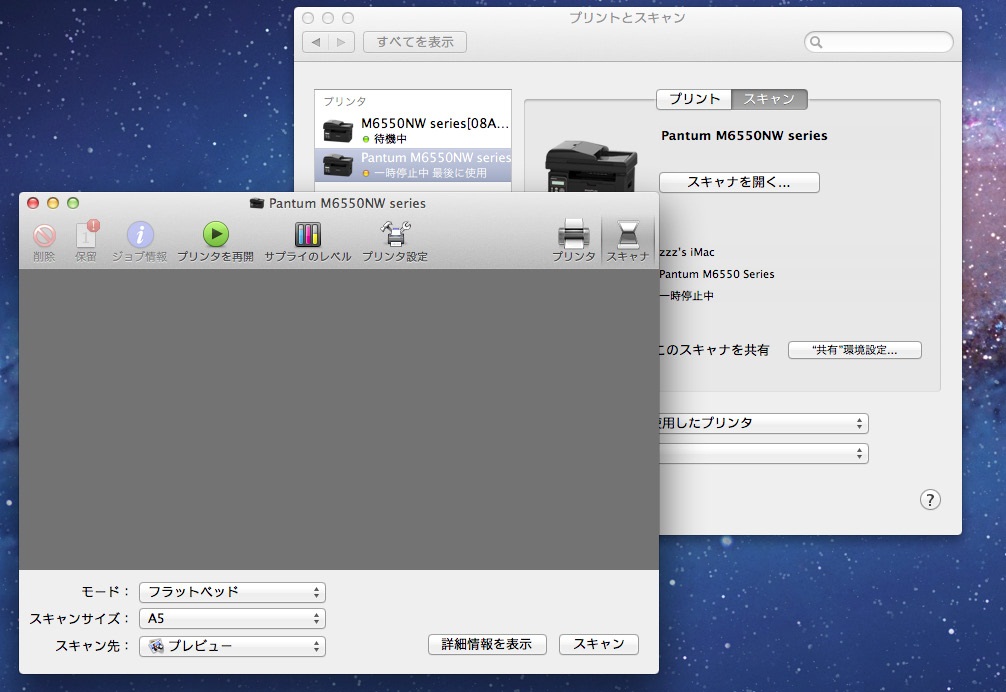 プリントとスキャン
すべてを表示
プリンタ
M6550NW series[08A...
待機中
Pantum M6550NW series
一時停止中 最後に使用
プリント スキャン
Pantum M6550NW series
スキャナを開く...
zzz's iMac
Pantum M6550 Series
一時停止中
このスキャナを共有 "共有"環境設定...
使用したプリンタ
?
Pantum M6550NW series
削除 保留 ジョブ情報 プリンタを再開 サプライのレベル プリンタ設定 プリンタ スキャナ
モード： フラットベッド
スキャンサイズ： A5
スキャン先： プレビュー
詳細情報を表示 スキャン